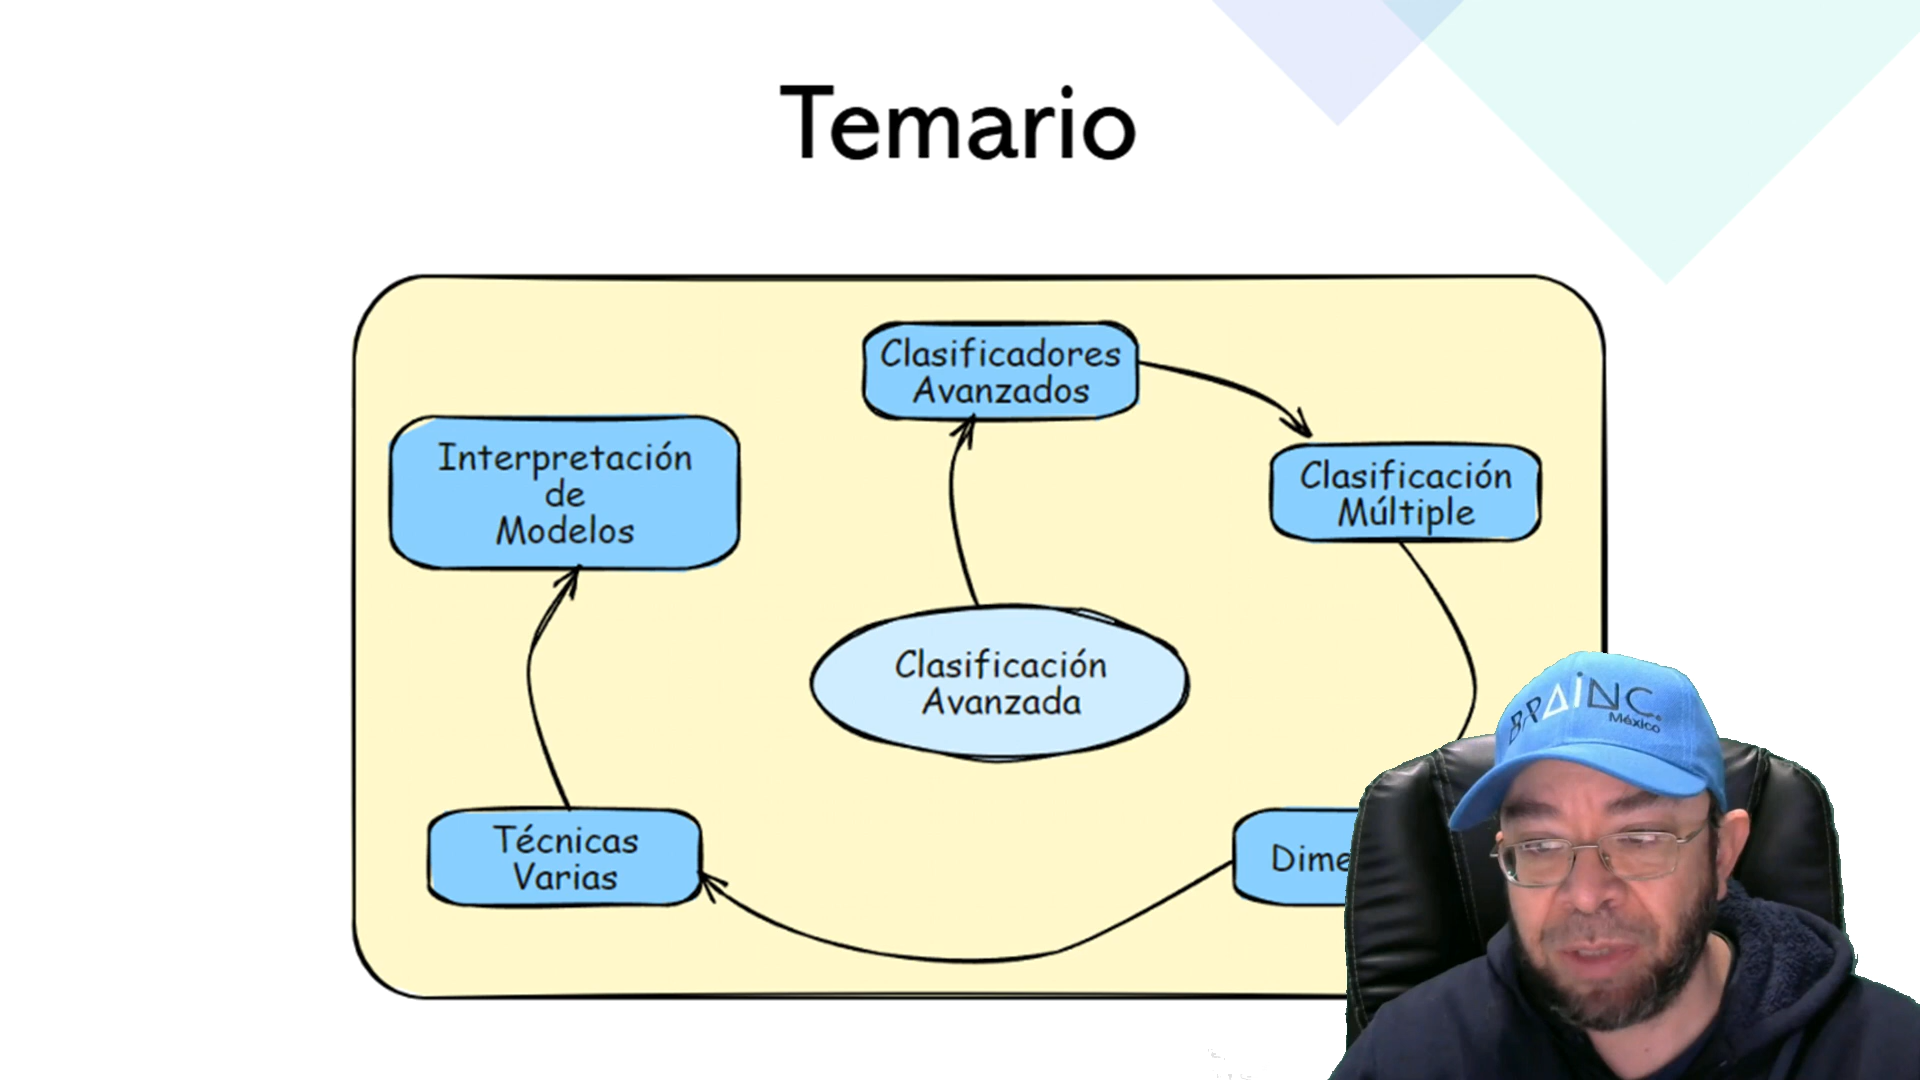 Temario
Clasificadores
Avanzados
Interpretación
de
Modelos
Clasificación
Múltiple
Clasificación
Avanzada
Técnicas
Varias
Dime
BRAINC
México